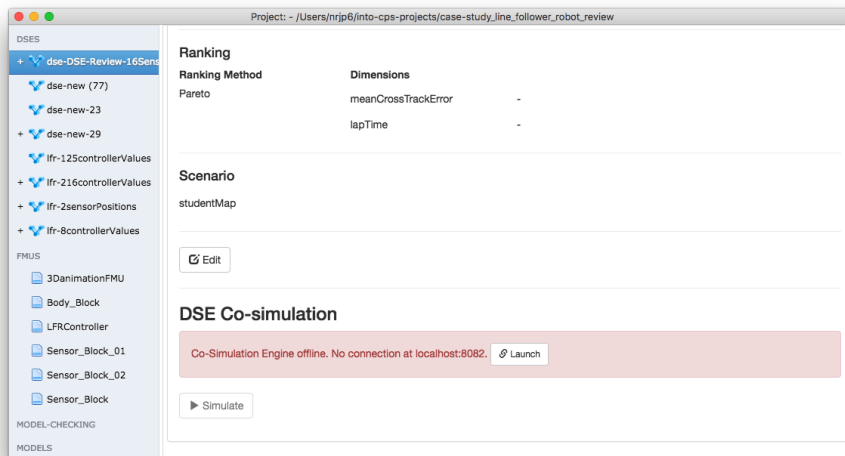 Project: - /Users/nrjp6/into-cps-projects/case-study_line_follower_robot_review
DSES
+ dse-DSE-Review-16Sens
dse-new (77)
dse-new-23
+ dse-new-29
lfr-125controllerValues
+ lfr-216controllerValues
+ lfr-2sensorPositions
+ lfr-8controllerValues
FMUS
3DanimationFMU
Body_Block
LFRController
Sensor_Block_01
Sensor_Block_02
Sensor_Block
MODEL-CHECKING
MODELS
Ranking
Ranking Method Dimensions
Pareto meanCrossTrackError -
lapTime -
Scenario
studentMap
Edit
DSE Co-simulation
Co-Simulation Engine offline. No connection at localhost:8082. Launch
Simulate